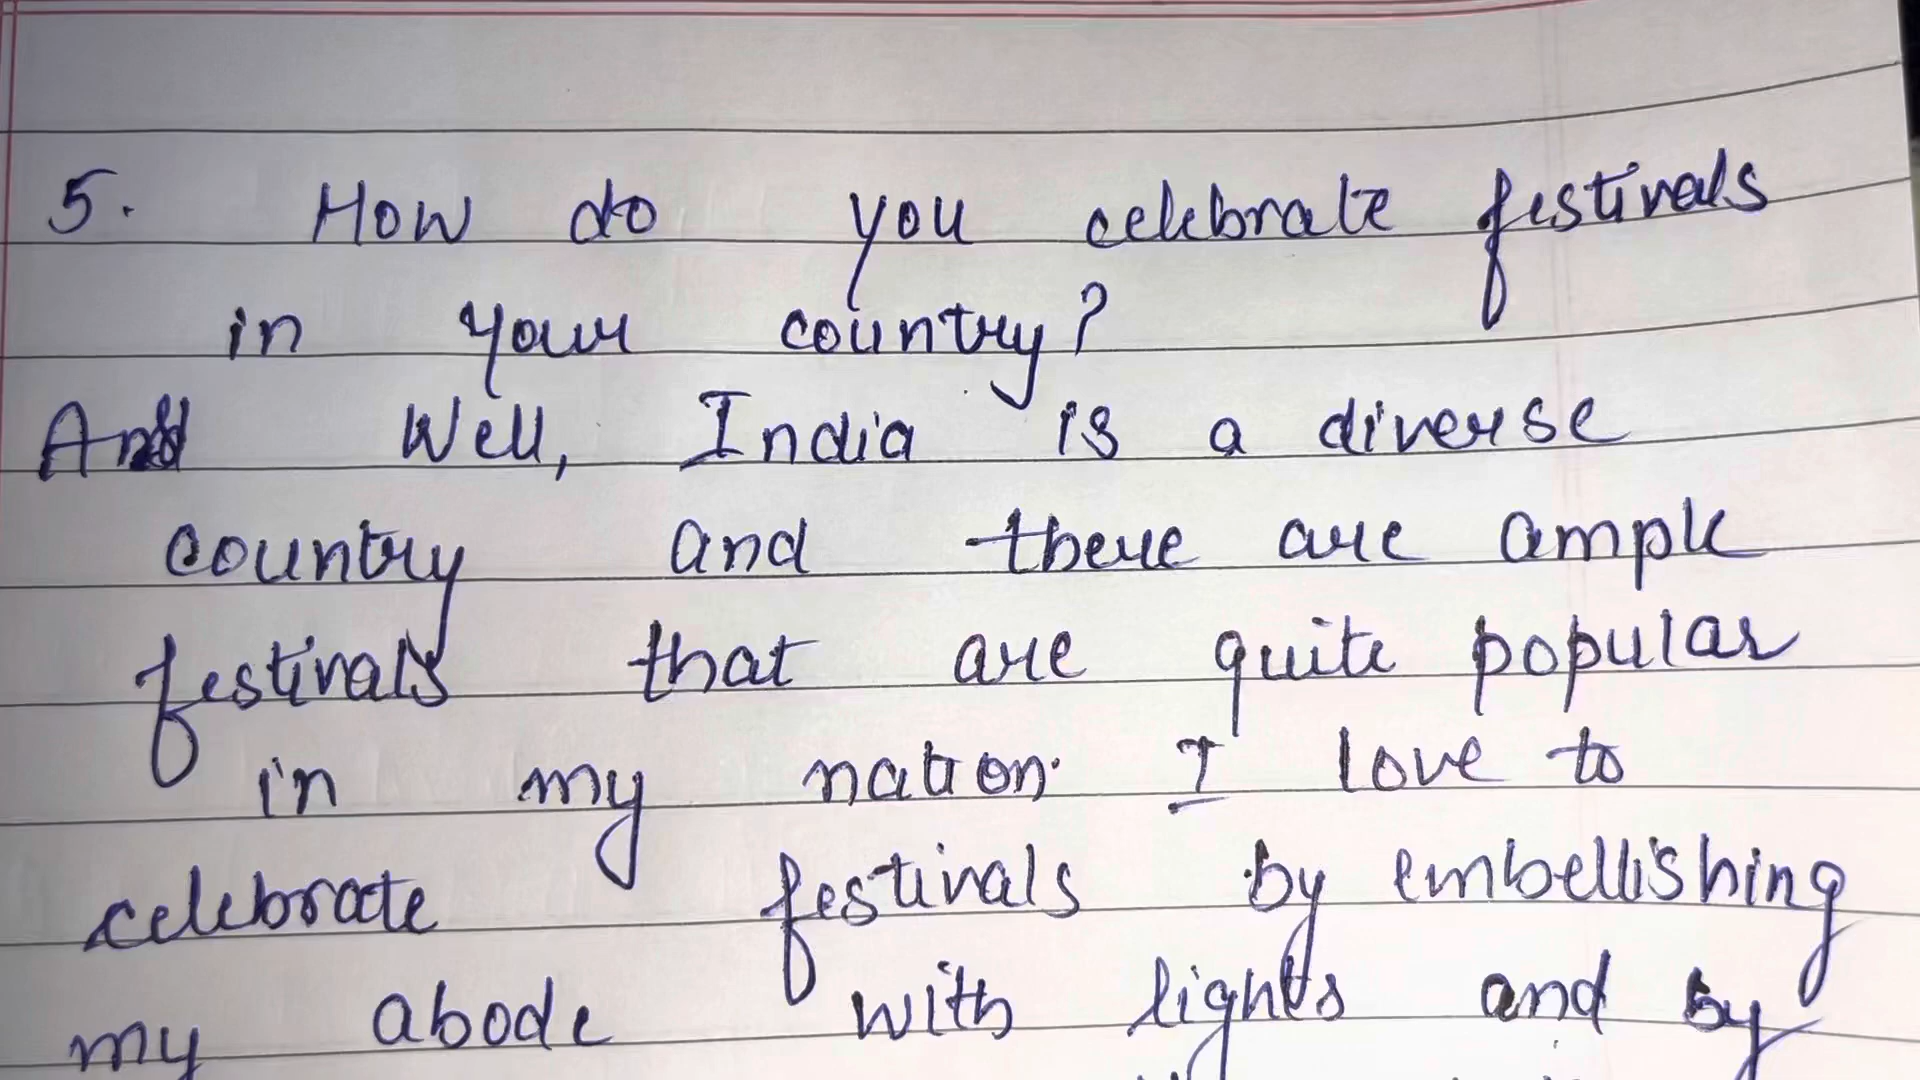 5. How do you celebrate festivals
in your country?
Ans Well, India is a diverse
country and there are ample
festivals that are quite popular
in my nation. I love to
celebrate festivals by embellishing
my abode with lights and by